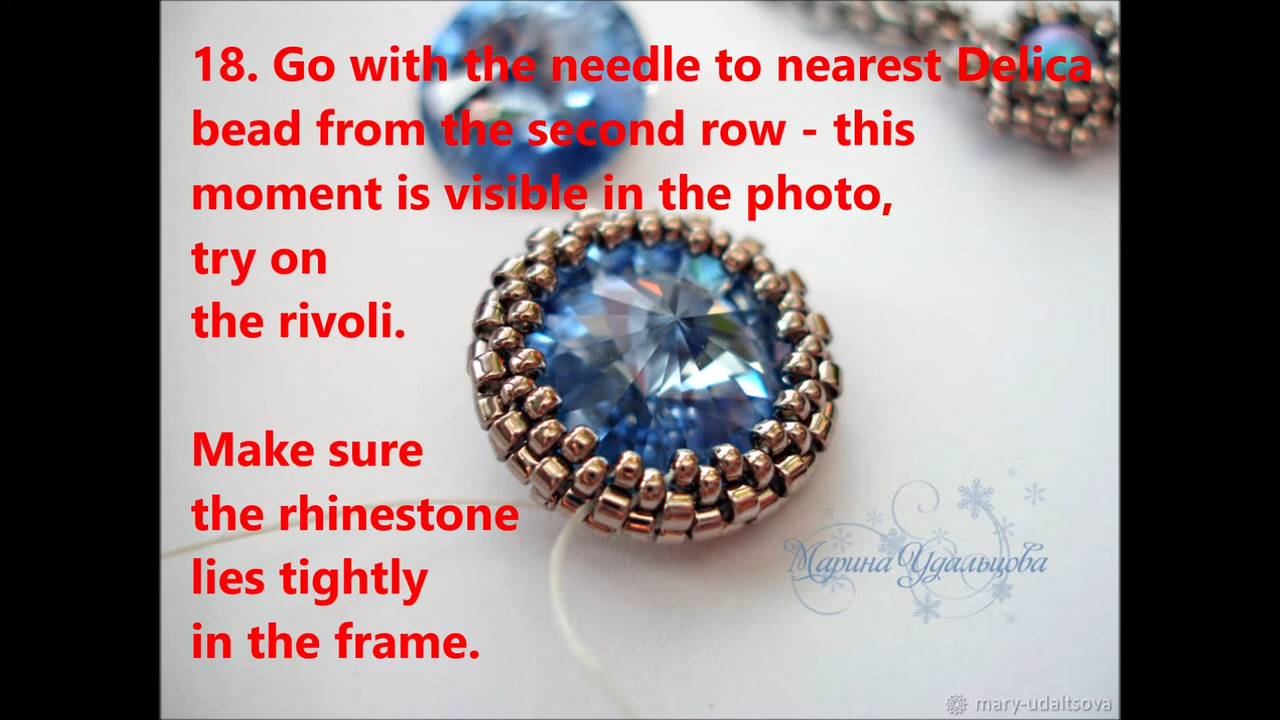 18. Go with the needle to nearest Delica
bead from the second row - this
moment is visible in the photo,
try on
the rivoli.
Make sure
the rhinestone
lies tightly
in the frame.
Марина Удальцова
mary-udaltsova